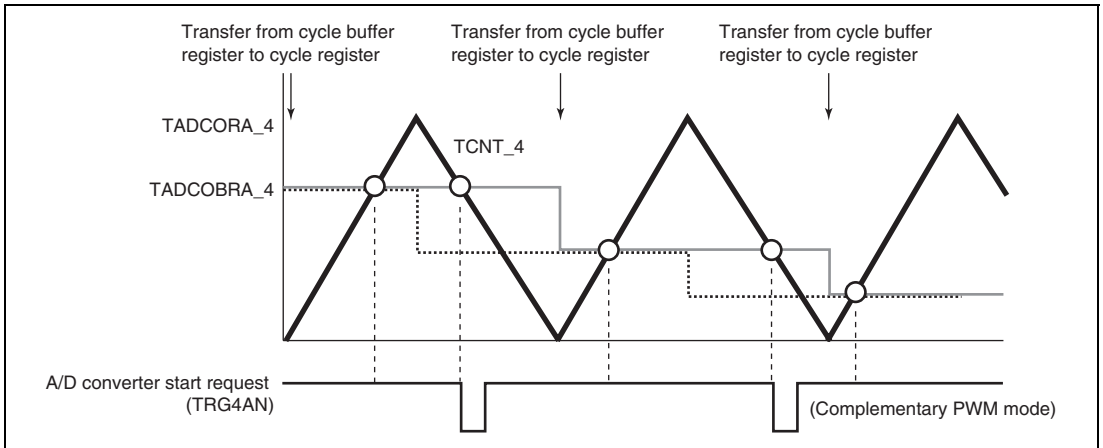 Transfer from cycle buffer
register to cycle register
Transfer from cycle buffer
register to cycle register
Transfer from cycle buffer
register to cycle register
TADCORA_4
TCNT_4
TADCOBRA_4
A/D converter start request
(TRG4AN)
(Complementary PWM mode)